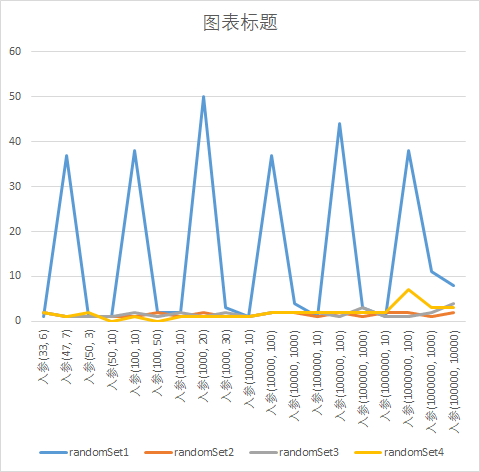 图表标题
60
50
40
30
20
10
0
入参(33, 6)
入参(47, 7)
入参(50, 3)
入参(50, 10)
入参(100, 10)
入参(100, 50)
入参(1000, 10)
入参(1000, 20)
入参(1000, 30)
入参(10000, 10)
入参(10000, 100)
入参(10000, 1000)
入参(100000, 10)
入参(100000, 100)
入参(100000, 1000)
入参(1000000, 10)
入参(1000000, 100)
入参(1000000, 1000)
入参(100000, 10000)
randomSet1
randomSet2
randomSet3
randomSet4